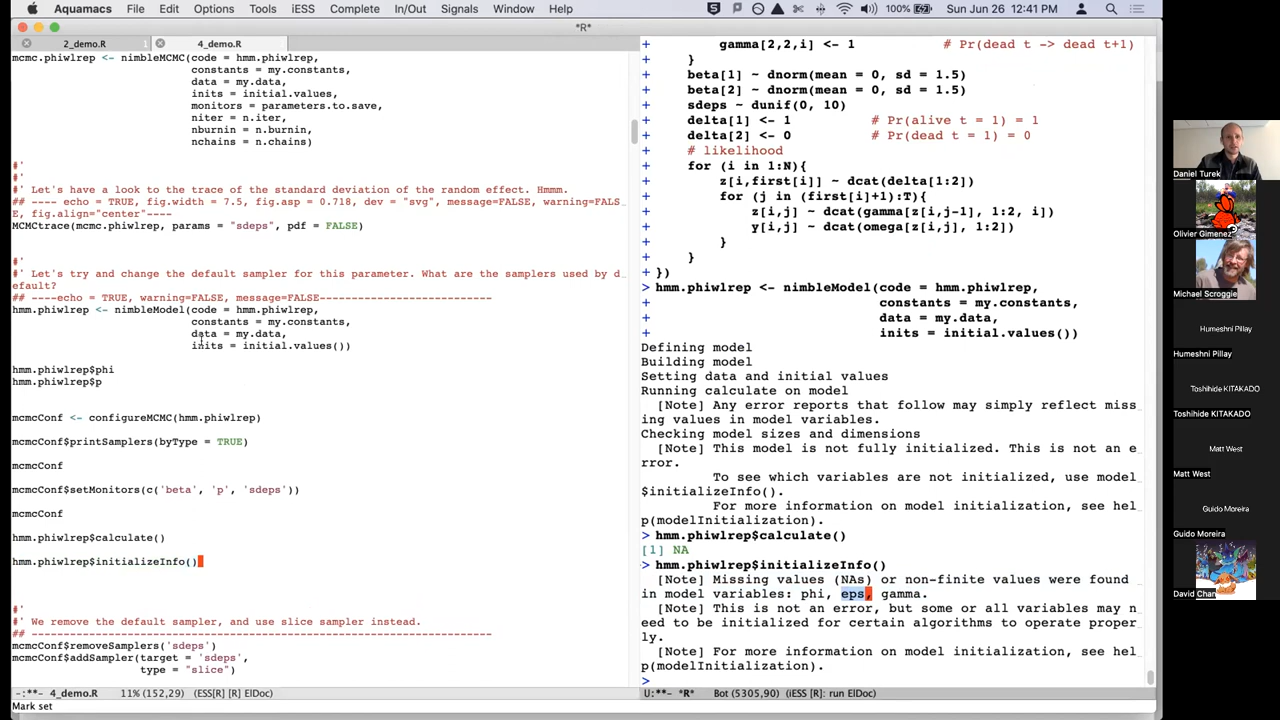 Aquamacs File Edit Options Tools iESS Complete In/Out Signals Window Help 100% Sun Jun 26 12:41 PM
*R*
2_demo.R 1 4_demo.R
mcmc.phiwlrep <- nimbleMCMC(code = hmm.phiwlrep,
constants = my.constants,
data = my.data,
inits = initial.values,
monitors = parameters.to.save,
niter = n.iter,
nburnin = n.burnin,
nchains = n.chains)
#'
#'
#' Let's have a look to the trace of the standard deviation of the random effect. Hmmm.
## ---- echo = TRUE, fig.width = 7.5, fig.asp = 0.718, dev = "svg", message=FALSE, warning=FALS
E, fig.align="center"----
MCMCtrace(mcmc.phiwlrep, params = "sdeps", pdf = FALSE)
#'
#' Let's try and change the default sampler for this parameter. What are the samplers used by d
efault?
## ----echo = TRUE, warning=FALSE, message=FALSE---------------------------
hmm.phiwlrep <- nimbleModel(code = hmm.phiwlrep,
constants = my.constants,
data = my.data,
inits = initial.values())
hmm.phiwlrep$phi
hmm.phiwlrep$p
mcmcConf <- configureMCMC(hmm.phiwlrep)
mcmcConf$printSamplers(byType = TRUE)
mcmcConf
mcmcConf$setMonitors(c('beta', 'p', 'sdeps'))
mcmcConf
hmm.phiwlrep$calculate()
hmm.phiwlrep$initializeInfo()
#'
#' We remove the default sampler, and use slice sampler instead.
## -------------------------------------------------------------------------
mcmcConf$removeSamplers('sdeps')
mcmcConf$addSampler(target = 'sdeps',
type = "slice")
-:**- 4_demo.R 11% (152,29) (ESS[R] [R] ElDoc)
Mark set
+ gamma[2,2,i] <- 1 # Pr(dead t -> dead t+1)
+ }
+ beta[1] ~ dnorm(mean = 0, sd = 1.5)
+ beta[2] ~ dnorm(mean = 0, sd = 1.5)
+ sdeps ~ dunif(0, 10)
+ delta[1] <- 1 # Pr(alive t = 1) = 1
+ delta[2] <- 0 # Pr(dead t = 1) = 0
+ # likelihood
+ for (i in 1:N){
+ z[i,first[i]] ~ dcat(delta[1:2])
+ for (j in (first[i]+1):T){
+ z[i,j] ~ dcat(gamma[z[i,j-1], 1:2, i])
+ y[i,j] ~ dcat(omega[z[i,j], 1:2])
+ }
+ }
+ })
> hmm.phiwlrep <- nimbleModel(code = hmm.phiwlrep,
+ constants = my.constants,
+ data = my.data,
+ inits = initial.values())
Defining model
Building model
Setting data and initial values
Running calculate on model
[Note] Any error reports that follow may simply reflect miss
ing values in model variables.
Checking model sizes and dimensions
[Note] This model is not fully initialized. This is not an e
rror.
To see which variables are not initialized, use model
$initializeInfo().
For more information on model initialization, see hel
p(modelInitialization).
> hmm.phiwlrep$calculate()
[1] NA
> hmm.phiwlrep$initializeInfo()
[Note] Missing values (NAs) or non-finite values were found
in model variables: phi, eps, gamma.
[Note] This is not an error, but some or all variables may n
eed to be initialized for certain algorithms to operate proper
ly.
[Note] For more information on model initialization, see hel
p(modelInitialization).
>
U:**- *R* Bot (5305,90) (iESS [R]: run ElDoc)
Daniel Turek
Olivier Gimenez
Michael Scroggie
Humeshni Pillay
Humeshni Pillay
Toshihide KITAKADO
Toshihide KITAKADO
Matt West
Matt West
Guido Moreira
Guido Moreira
David Chan